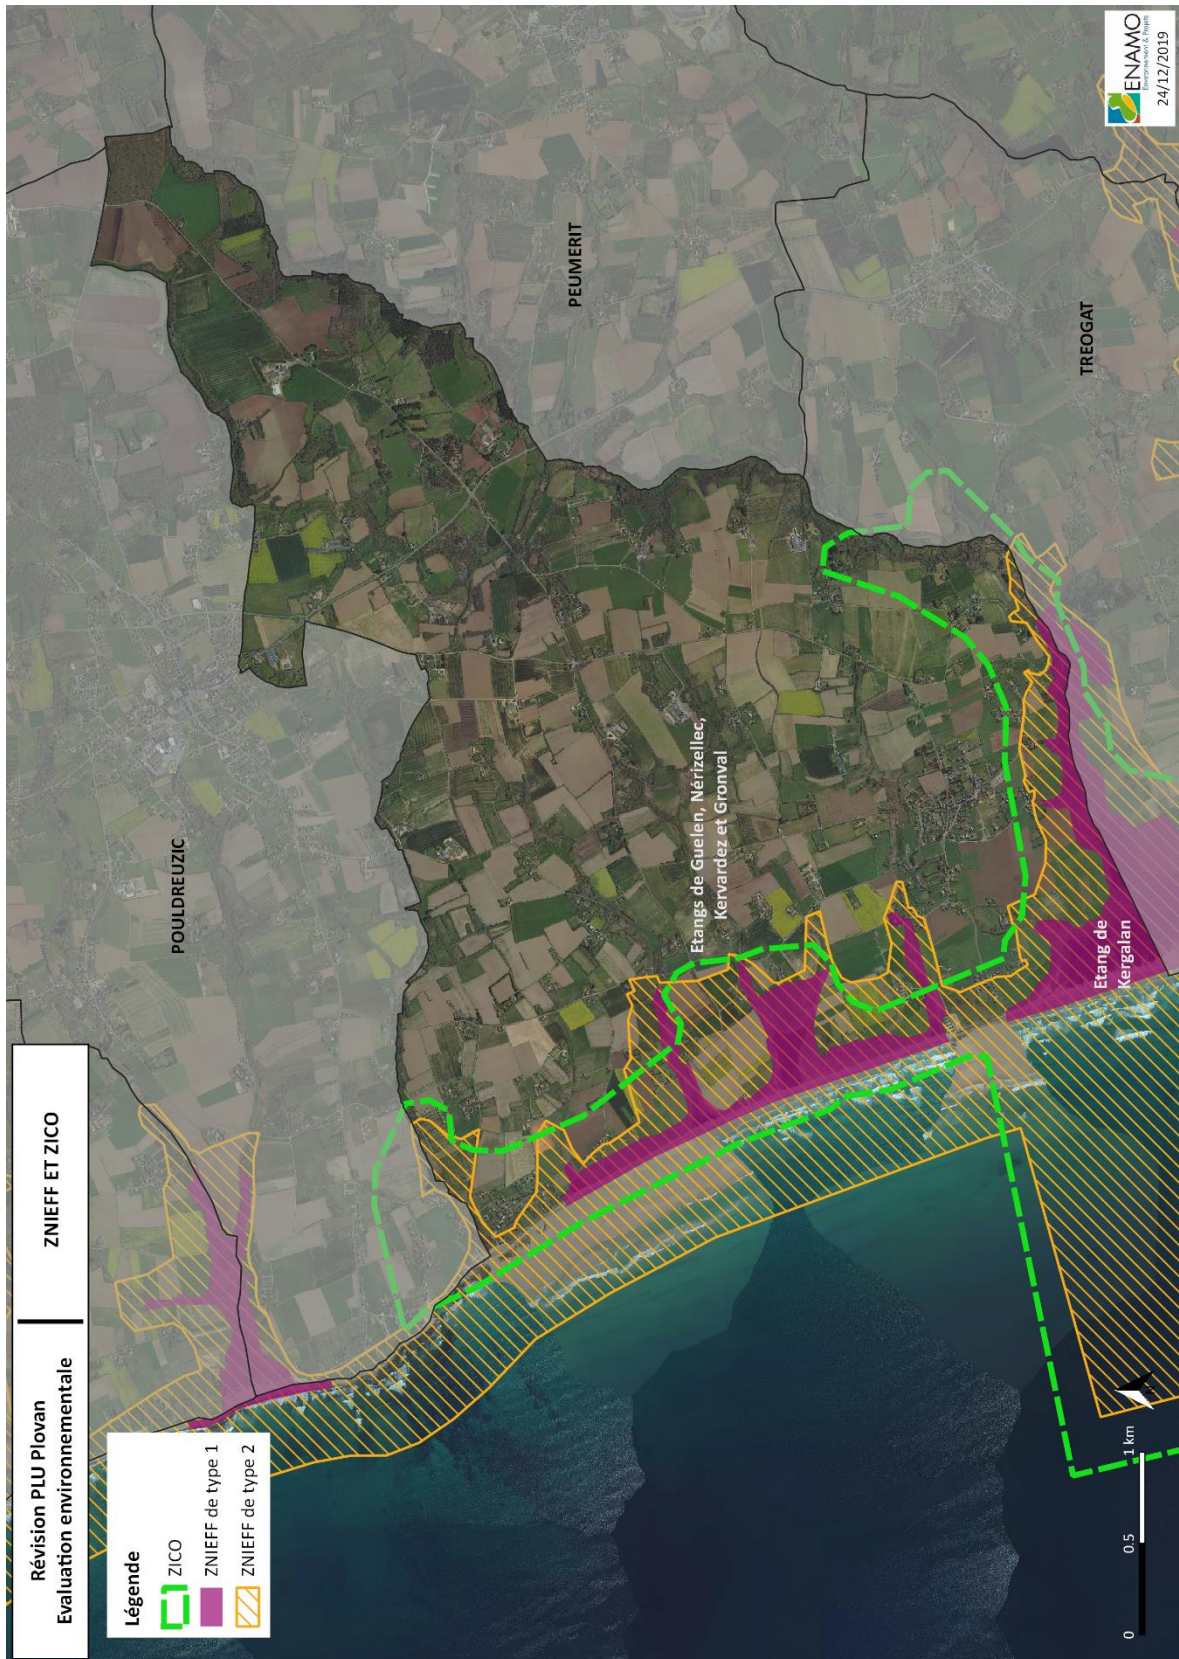 Révision PLU Plovan
Evaluation environnementale
ZNIEFF ET ZICO
Légende
ZICO
ZNIEFF de type 1
ZNIEFF de type 2
POULDREUZIC
PEUMERIT
TREOGAT
Etangs de Guelen, Nérizellec,
Kervardez et Gronval
Etang de
Kergalan
0
0.5
1 km
N
ENAMO
Environnement & Projets
24/12/2019